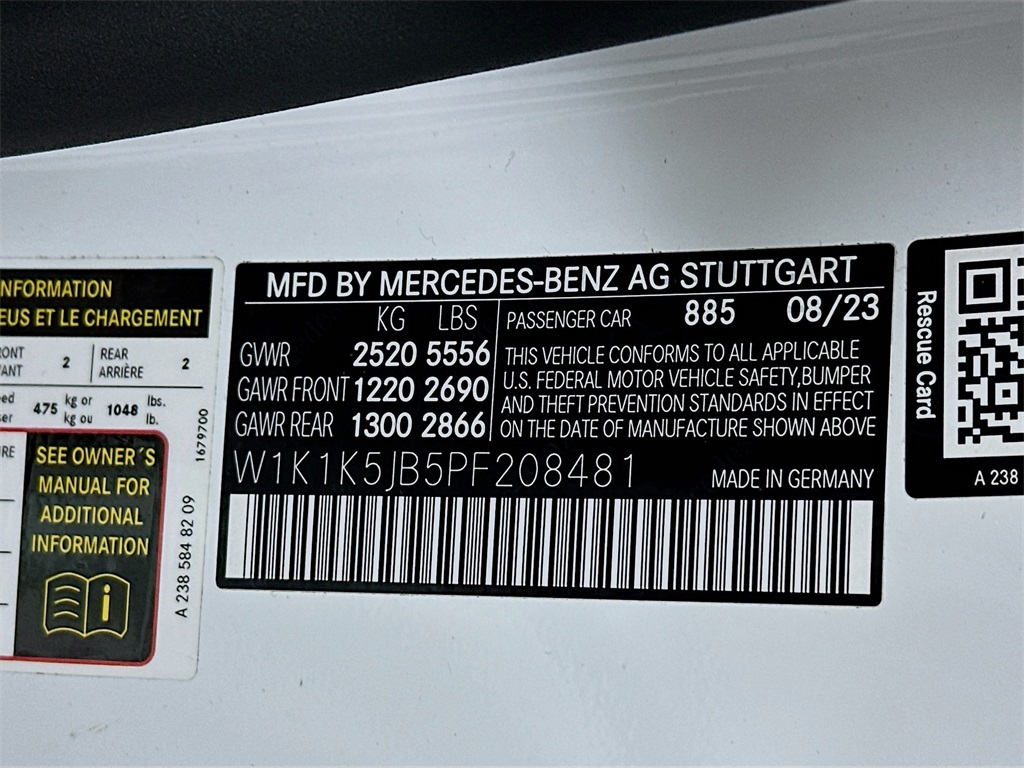 NFORMATION
EUS ET LE CHARGEMENT
RONT 2 REAR 2
ANT ARRIÈRE
eed 475 kg or 1048 lbs.
ser kg ou lb.
1679700
URE
SEE OWNER´S
MANUAL FOR
ADDITIONAL
INFORMATION
i
A 238 584 82 09
MFD BY MERCEDES-BENZ AG STUTTGART
KG LBS
GVWR 2520 5556
GAWR FRONT 1220 2690
GAWR REAR 1300 2866
PASSENGER CAR 885 08/23
THIS VEHICLE CONFORMS TO ALL APPLICABLE
U.S. FEDERAL MOTOR VEHICLE SAFETY,BUMPER
AND THEFT PREVENTION STANDARDS IN EFFECT
ON THE DATE OF MANUFACTURE SHOWN ABOVE
W1K1K5JB5PF208481
MADE IN GERMANY
Rescue Card
A 238